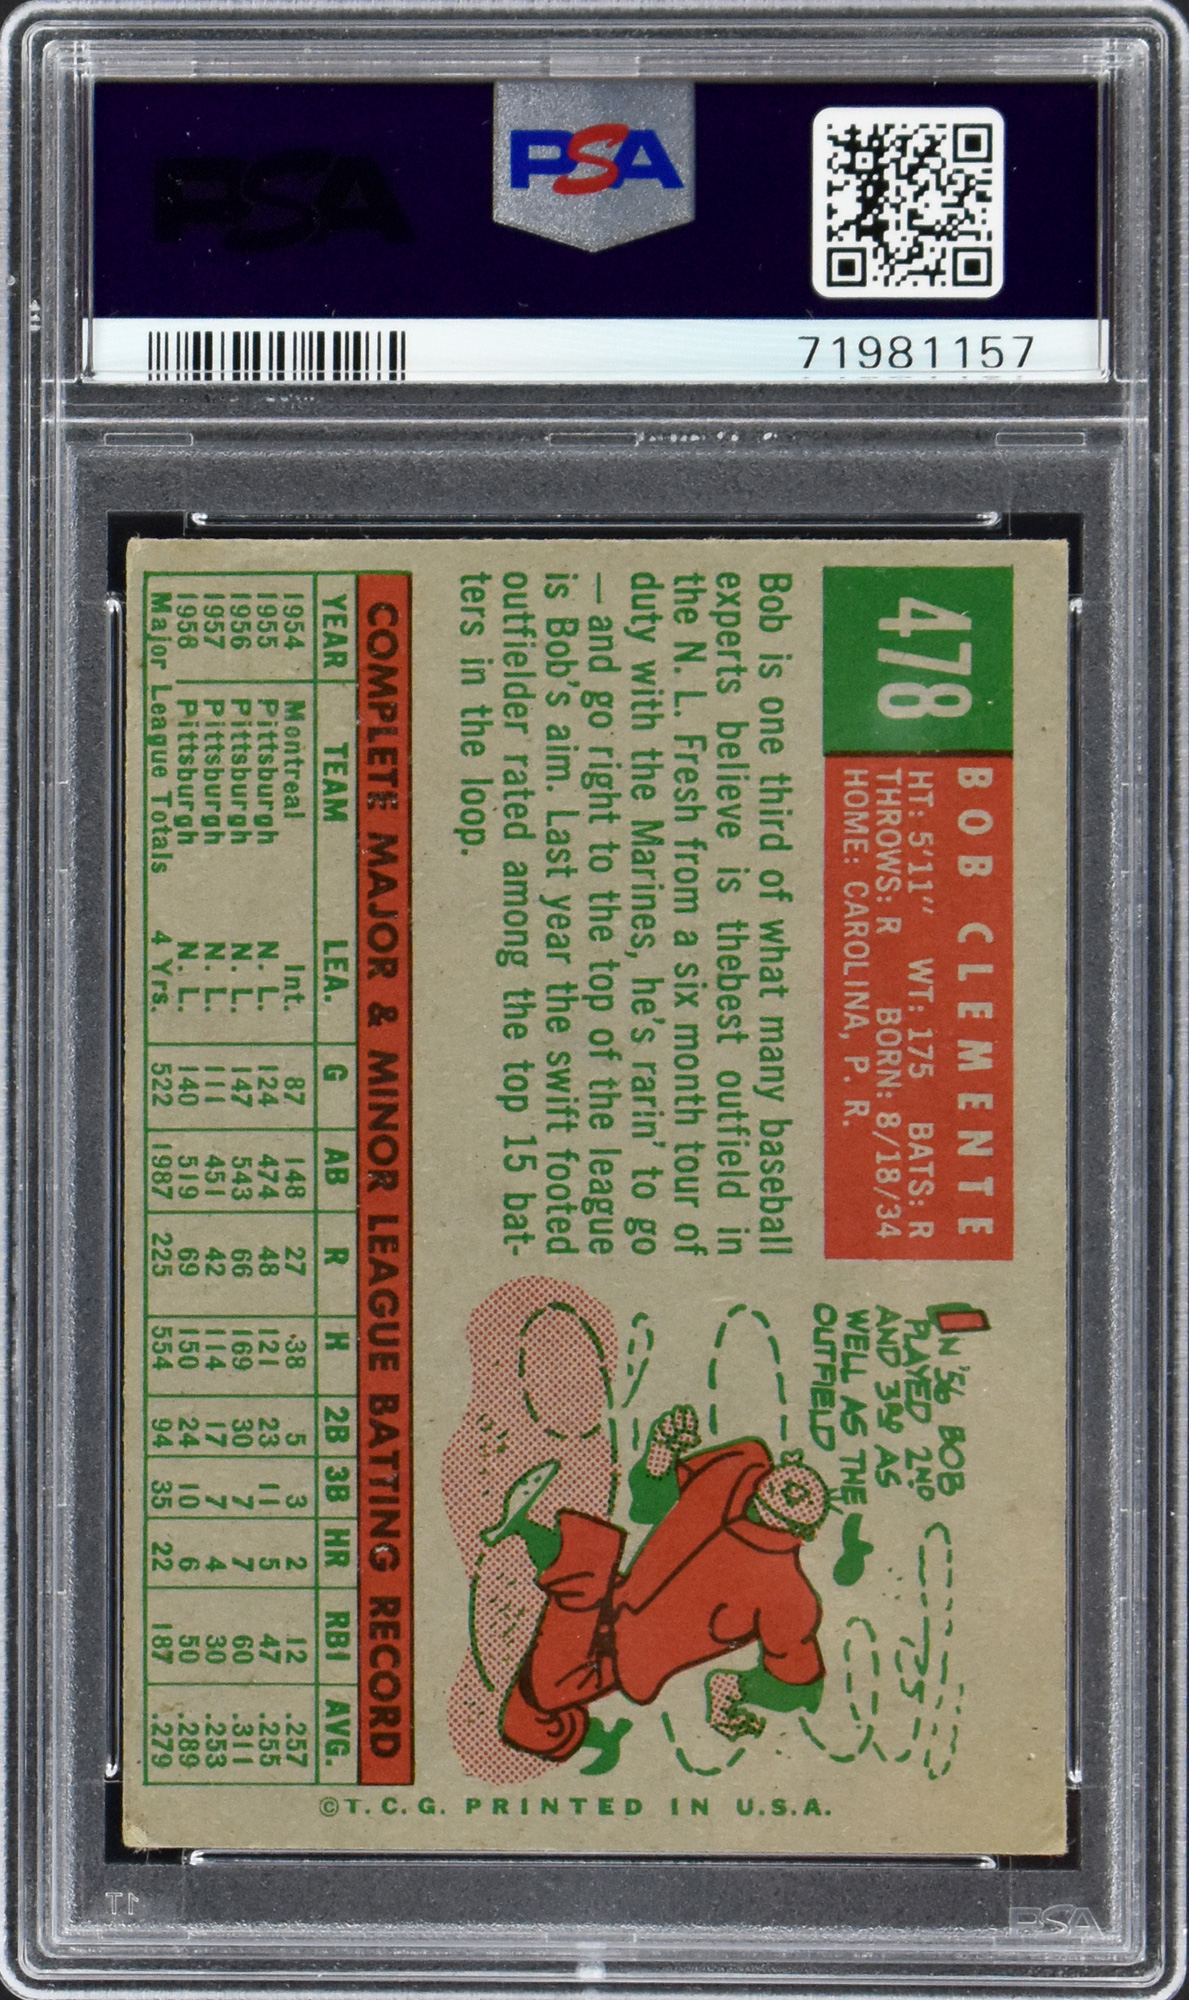 PSA
PSA
71981157
478
BOB CLEMENTE
HT: 5'11" WT: 175 BATS: R
THROWS: R BORN: 8/18/34
HOME: CAROLINA, P. R.
Bob is one third of what many baseball
experts believe is thebest outfield in
the N. L. Fresh from a six month tour of
duty with the Marines, he's rarin' to go
—and go right to the top of the league
is Bob's aim. Last year the swift footed
outfielder rated among the top 15 bat-
ters in the loop.
IN '56 BOB
PLAYED 2ND
AND 3RD AS
WELL AS THE
OUTFIELD
COMPLETE MAJOR & MINOR LEAGUE BATTING RECORD
YEAR TEAM LEA. G AB R H 2B 3B HR RBI AVG.
1954 Montreal Int. 87 148 27 38 5 3 2 12 .257
1955 Pittsburgh N. L. 124 474 48 121 23 11 5 47 .255
1956 Pittsburgh N. L. 147 543 66 169 30 7 7 60 .311
1957 Pittsburgh N. L. 111 451 42 114 17 7 4 30 .253
1958 Pittsburgh N. L. 140 519 69 150 24 10 6 50 .289
Major League Totals 4 Yrs. 522 1987 225 554 94 35 22 187 .279
©T. C. G. PRINTED IN U.S.A.
PSA